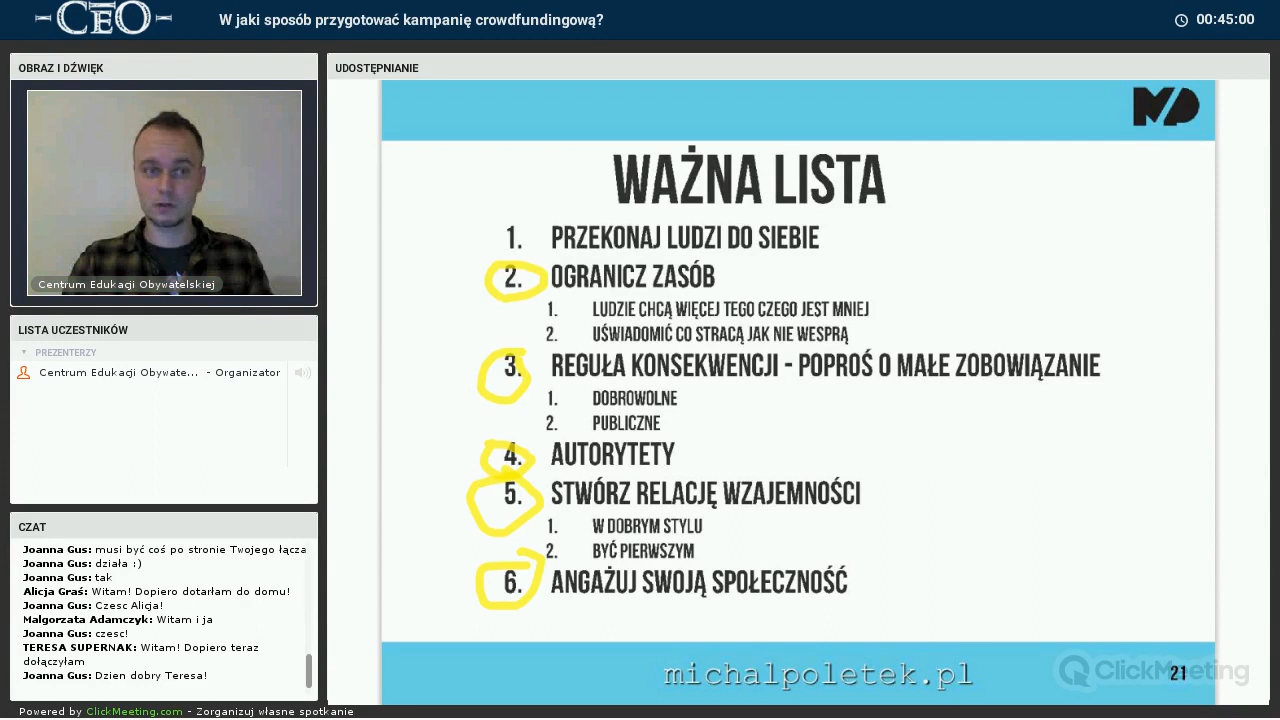 CEO
W jaki sposób przygotować kampanię crowdfundingową?
00:45:00
OBRAZ I DŹWIĘK
Centrum Edukacji Obywatelskiej
LISTA UCZESTNIKÓW
PREZENTERZY
Centrum Edukacji Obywate... - Organizator
CZAT
Joanna Gus: musi być coś po stronie Twojego łącza
Joanna Gus: działa :)
Joanna Gus: tak
Alicja Graś: Witam! Dopiero dotarłam do domu!
Joanna Gus: Czesc Alicja!
Malgorzata Adamczyk: Witam i ja
Joanna Gus: czesc!
TERESA SUPERNAK: Witam! Dopiero teraz
dołączyłam
Joanna Gus: Dzien dobry Teresa!
Powered by ClickMeeting.com - Zorganizuj własne spotkanie
UDOSTĘPNIANIE
MP
WAŻNA LISTA
1. PRZEKONAJ LUDZI DO SIEBIE
2. OGRANICZ ZASÓB
1. LUDZIE CHCĄ WIĘCEJ TEGO CZEGO JEST MNIEJ
2. UŚWIADOMIĆ CO STRACĄ JAK NIE WESPRĄ
3. REGUŁA KONSEKWENCJI - POPROŚ O MAŁE ZOBOWIĄZANIE
1. DOBROWOLNE
2. PUBLICZNE
4. AUTORYTETY
5. STWÓRZ RELACJĘ WZAJEMNOŚCI
1. W DOBRYM STYLU
2. BYĆ PIERWSZYM
6. ANGAŻUJ SWOJĄ SPOŁECZNOŚĆ
michalpoletek.pl
ClickMeeting
21